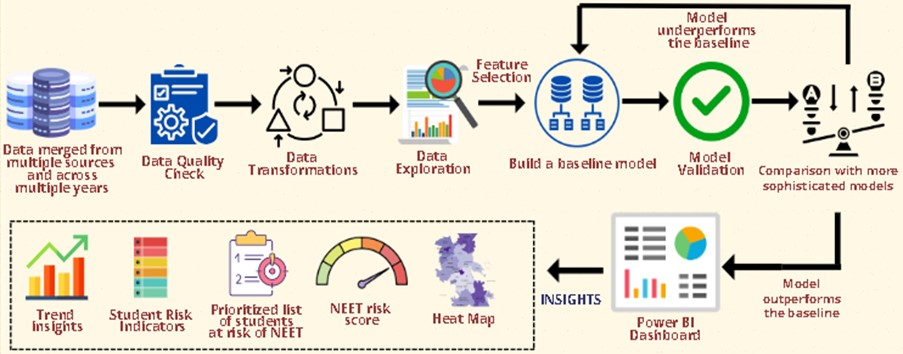 Model
underperforms
the baseline
Feature
Selection
A
B
Data merged from
multiple sources
and across
multiple years
Data Quality
Check
Data
Transformations
Data
Exploration
Build a baseline model
Model
Validation
Comparison with more
sophisticated models
1
2
Trend
insights
Student Risk
Indicators
Prioritized list
of students
at risk of NEET
NEET risk
score
Heat Map
INSIGHTS
Power BI
Dashboard
Model
outperforms
the baseline